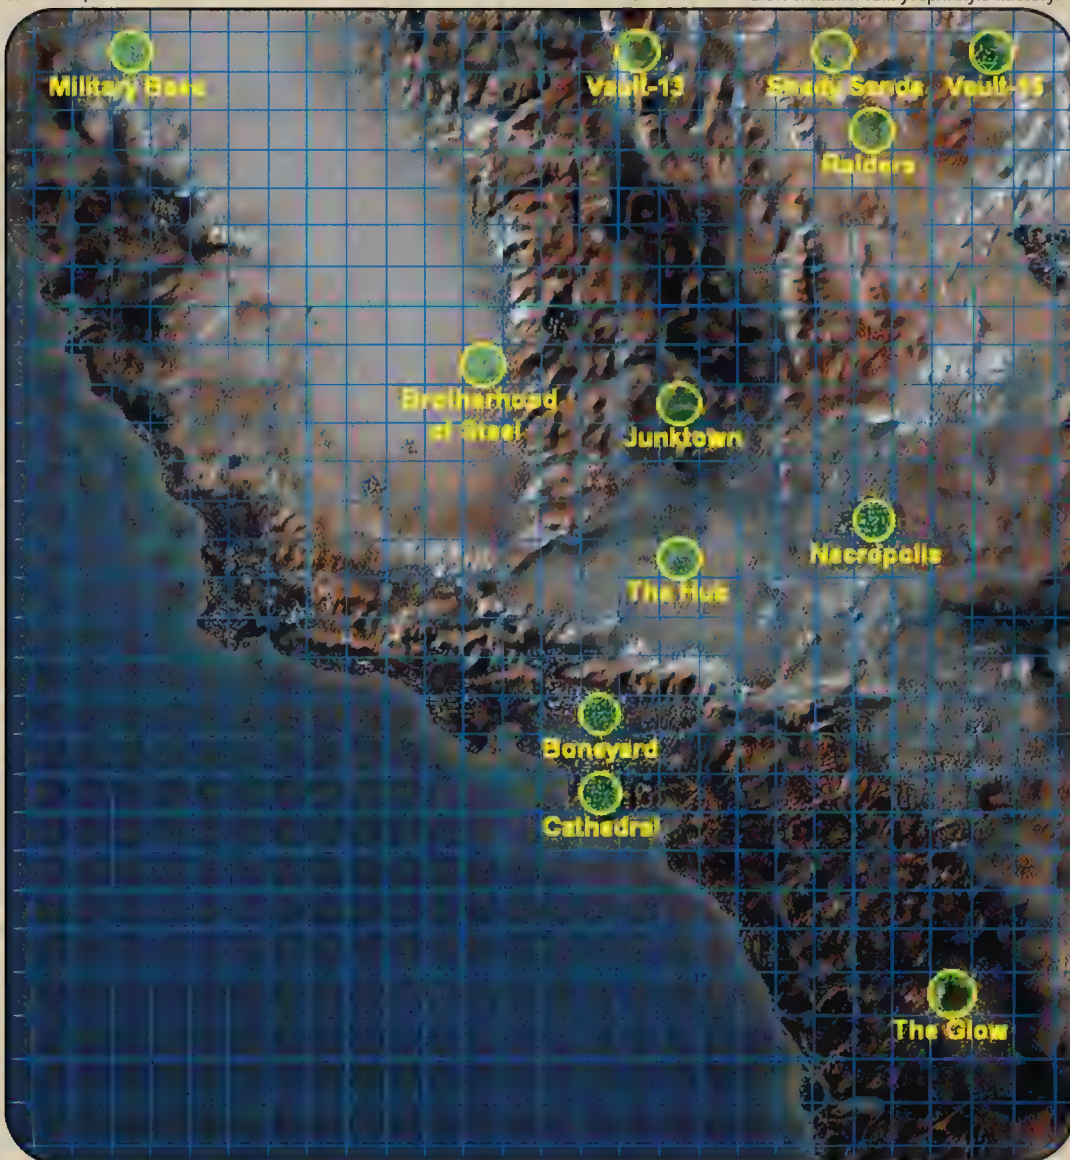 Military Base
Vault-13
Shady Sands
Vault-15
Raiders
Brotherhood
of Steel
Junktown
Necropolis
The Hub
Boneyard
Cathedral
The Glow